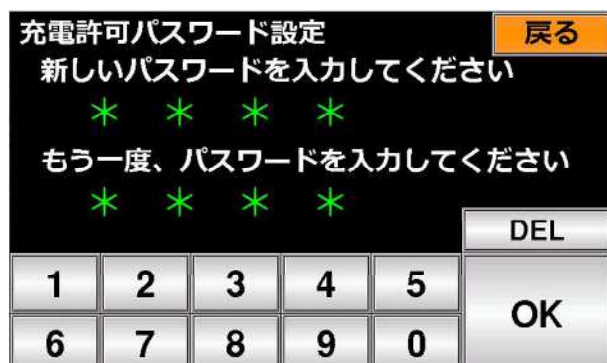 充電許可パスワード設定
戻る
新しいパスワードを入力してください
＊ ＊ ＊ ＊
もう一度、パスワードを入力してください
＊ ＊ ＊ ＊
DEL
1 2 3 4 5
OK
6 7 8 9 0